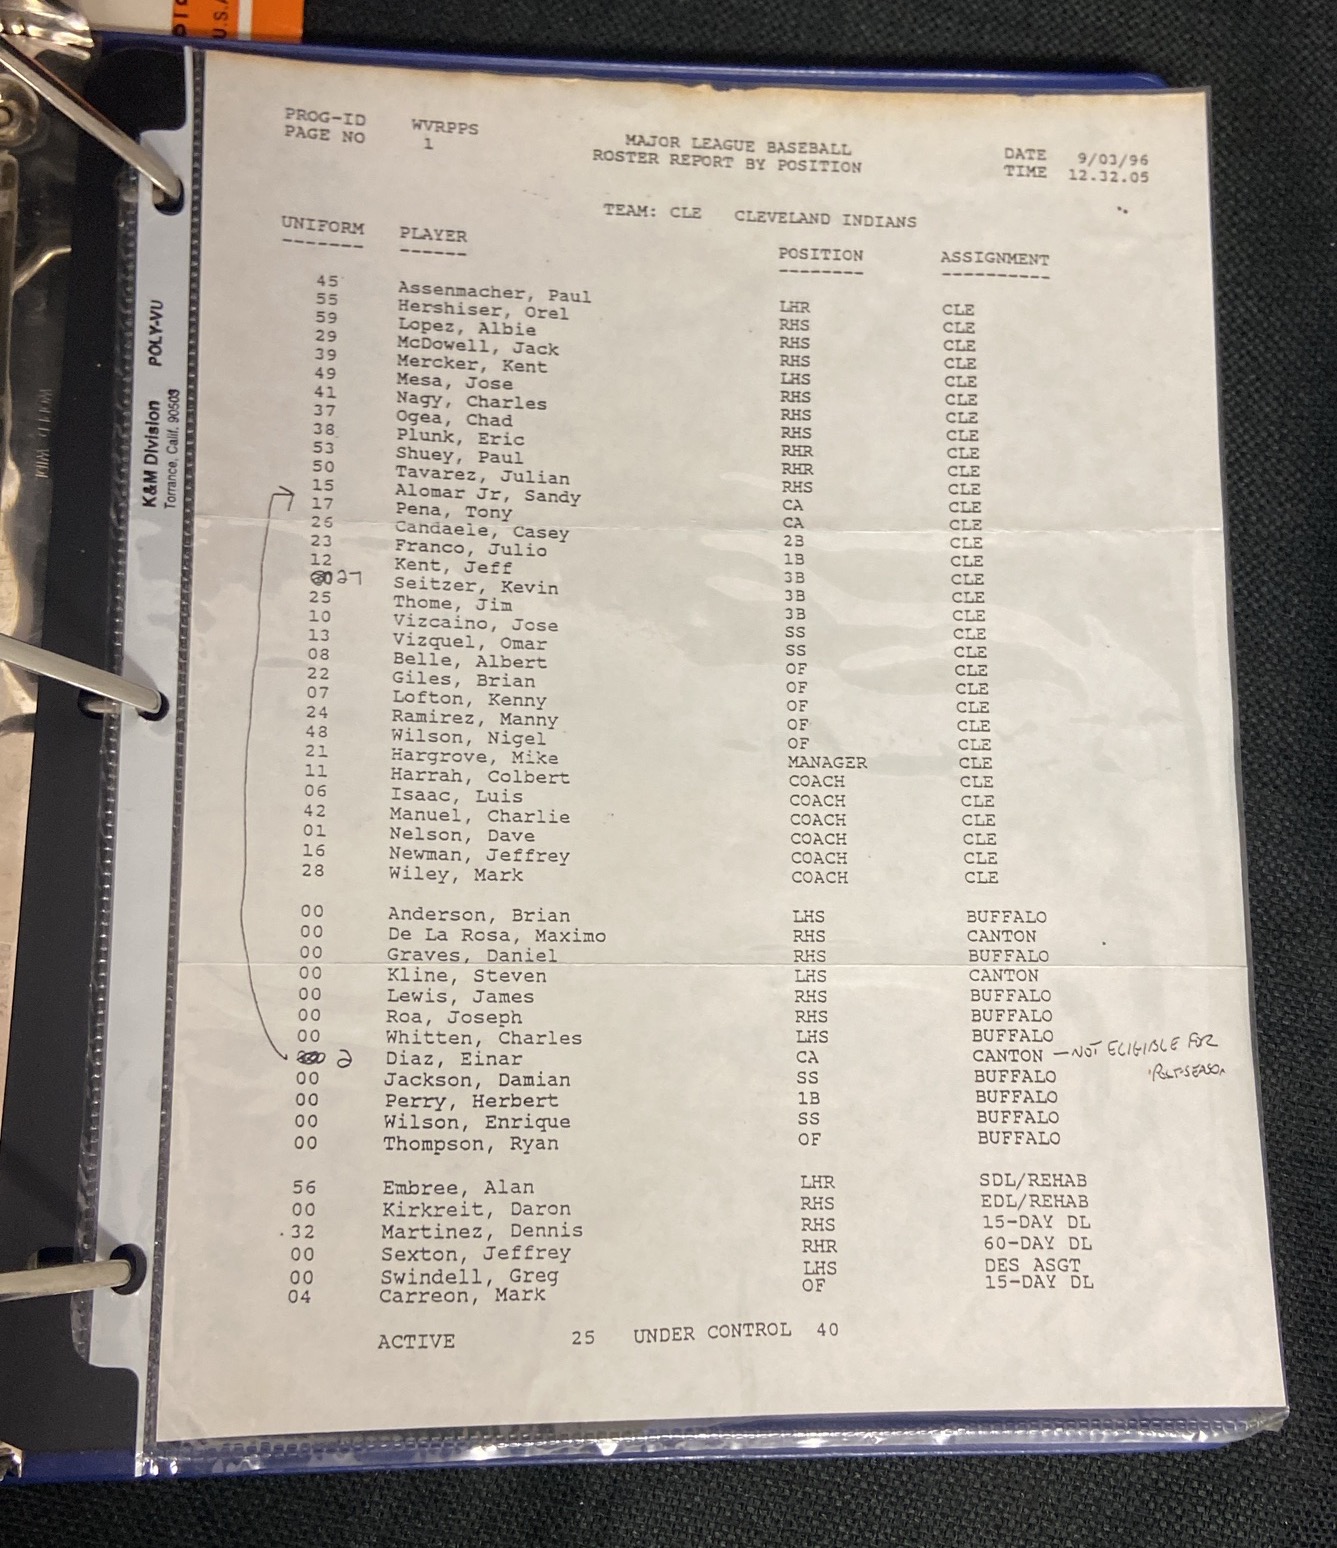 U.S.A
K&M Division POLY-VU
Torrance, Calif. 90503
PROG-ID WVRPPS
PAGE NO 1
MAJOR LEAGUE BASEBALL
ROSTER REPORT BY POSITION
DATE 9/03/96
TIME 12.32.05
TEAM: CLE CLEVELAND INDIANS
UNIFORM PLAYER POSITION ASSIGNMENT
45 Assenmacher, Paul LHR CLE
55 Hershiser, Orel RHS CLE
59 Lopez, Albie RHS CLE
29 McDowell, Jack RHS CLE
39 Mercker, Kent LHS CLE
49 Mesa, Jose RHS CLE
41 Nagy, Charles RHS CLE
37 Ogea, Chad RHS CLE
38 Plunk, Eric RHR CLE
53 Shuey, Paul RHR CLE
50 Tavarez, Julian RHS CLE
15 Alomar Jr, Sandy CA CLE
17 Pena, Tony CA CLE
26 Candaele, Casey 2B CLE
23 Franco, Julio 1B CLE
12 Kent, Jeff 3B CLE
27 Seitzer, Kevin 3B CLE
25 Thome, Jim 3B CLE
10 Vizcaino, Jose SS CLE
13 Vizquel, Omar SS CLE
08 Belle, Albert OF CLE
22 Giles, Brian OF CLE
07 Lofton, Kenny OF CLE
24 Ramirez, Manny OF CLE
48 Wilson, Nigel OF CLE
21 Hargrove, Mike MANAGER CLE
11 Harrah, Colbert COACH CLE
06 Isaac, Luis COACH CLE
42 Manuel, Charlie COACH CLE
01 Nelson, Dave COACH CLE
16 Newman, Jeffrey COACH CLE
28 Wiley, Mark COACH CLE
00 Anderson, Brian LHS BUFFALO
00 De La Rosa, Maximo RHS CANTON
00 Graves, Daniel RHS BUFFALO
00 Kline, Steven LHS CANTON
00 Lewis, James RHS BUFFALO
00 Roa, Joseph RHS BUFFALO
00 Whitten, Charles LHS BUFFALO
2 Diaz, Einar CA CANTON — NOT ELIGIBLE FOR
POST-SEASON
00 Jackson, Damian SS BUFFALO
00 Perry, Herbert 1B BUFFALO
00 Wilson, Enrique SS BUFFALO
00 Thompson, Ryan OF BUFFALO
56 Embree, Alan LHR SDL/REHAB
00 Kirkreit, Daron RHS EDL/REHAB
32 Martinez, Dennis RHS 15-DAY DL
00 Sexton, Jeffrey RHR 60-DAY DL
00 Swindell, Greg LHS DES ASGT
04 Carreon, Mark OF 15-DAY DL
ACTIVE 25 UNDER CONTROL 40